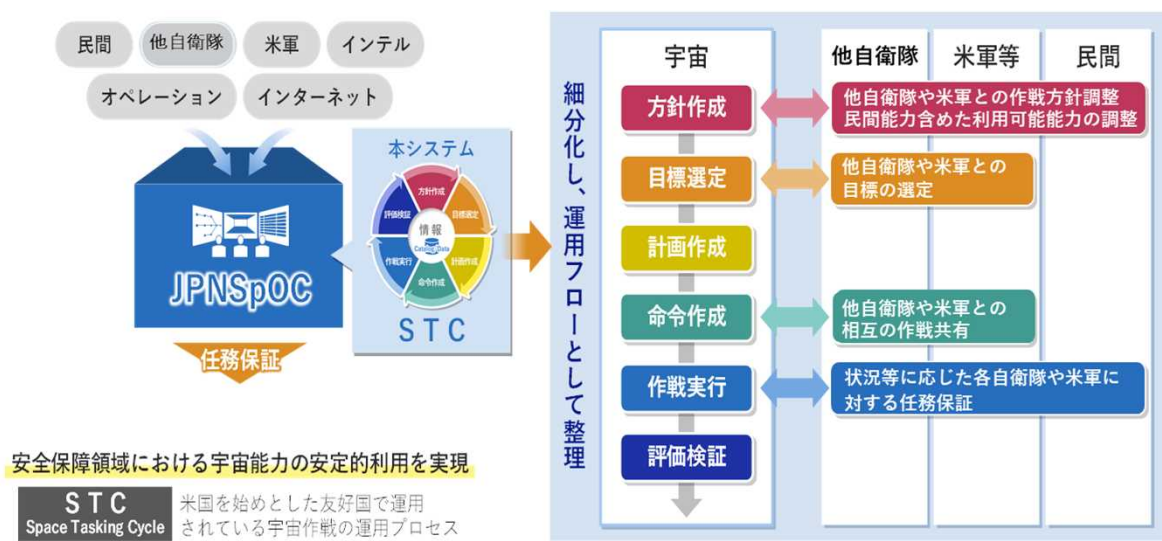 民間
他自衛隊
米軍
インテル
オペレーション
インターネット
JPNSpOC
任務保証
本システム
方針作成
目標選定
計画作成
命令作成
作戦実行
評価検証
情報
Catalog Data
STC
細分化し、運用フローとして整理
宇宙
方針作成
目標選定
計画作成
命令作成
作戦実行
評価検証
他自衛隊
米軍等
民間
他自衛隊や米軍との作戦方針調整
民間能力含めた利用可能能力の調整
他自衛隊や米軍との
目標の選定
他自衛隊や米軍との
相互の作戦共有
状況等に応じた各自衛隊や米軍に
対する任務保証
安全保障領域における宇宙能力の安定的利用を実現
STC
Space Tasking Cycle
米国を始めとした友好国で運用
されている宇宙作戦の運用プロセス